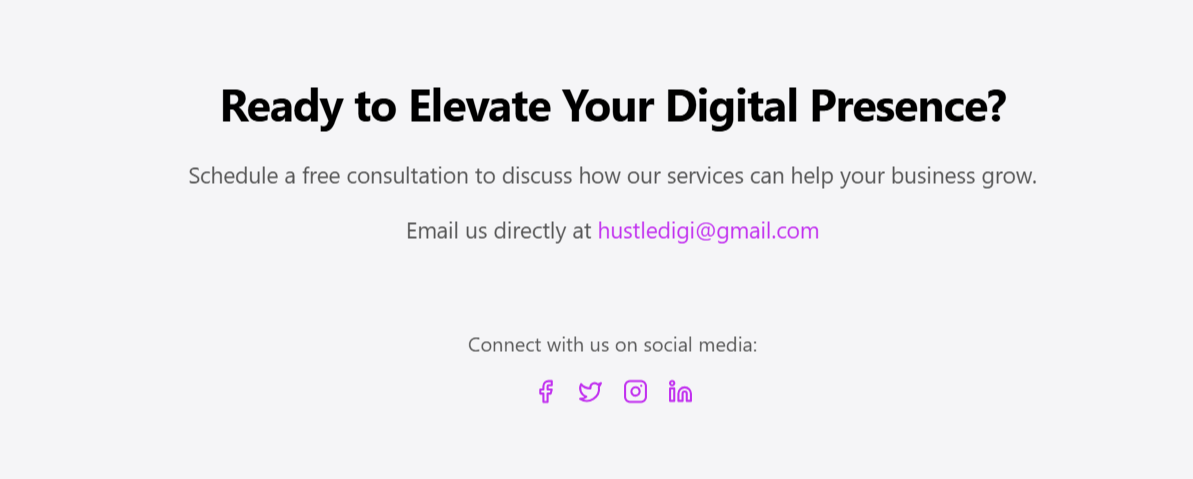 Ready to Elevate Your Digital Presence?
Schedule a free consultation to discuss how our services can help your business grow.
Email us directly at hustledigi@gmail.com
Connect with us on social media: